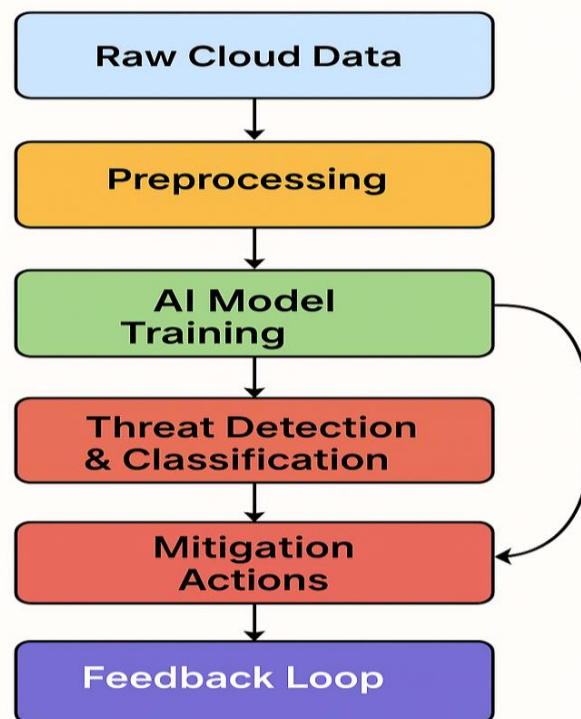 Raw Cloud Data
Preprocessing
AI Model
Training
Threat Detection
& Classification
Mitigation
Actions
Feedback Loop